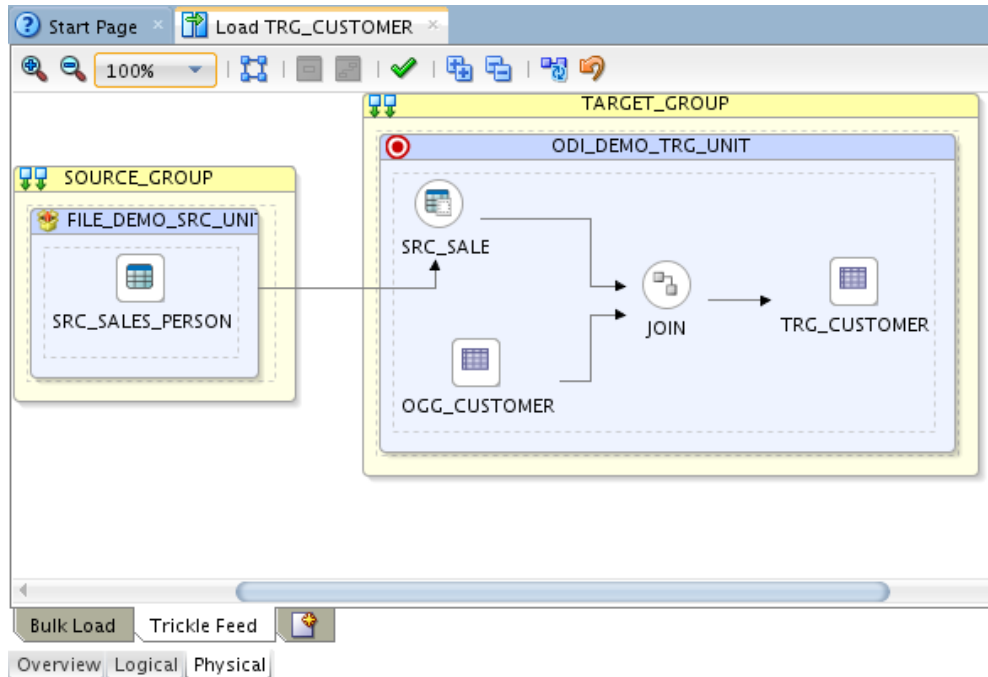 Start Page
Load TRG_CUSTOMER
100%
TARGET_GROUP
ODI_DEMO_TRG_UNIT
SOURCE_GROUP
FILE_DEMO_SRC_UNI
SRC_SALE
SRC_SALES_PERSON
JOIN
TRG_CUSTOMER
OGG_CUSTOMER
Bulk Load
Trickle Feed
Overview Logical Physical